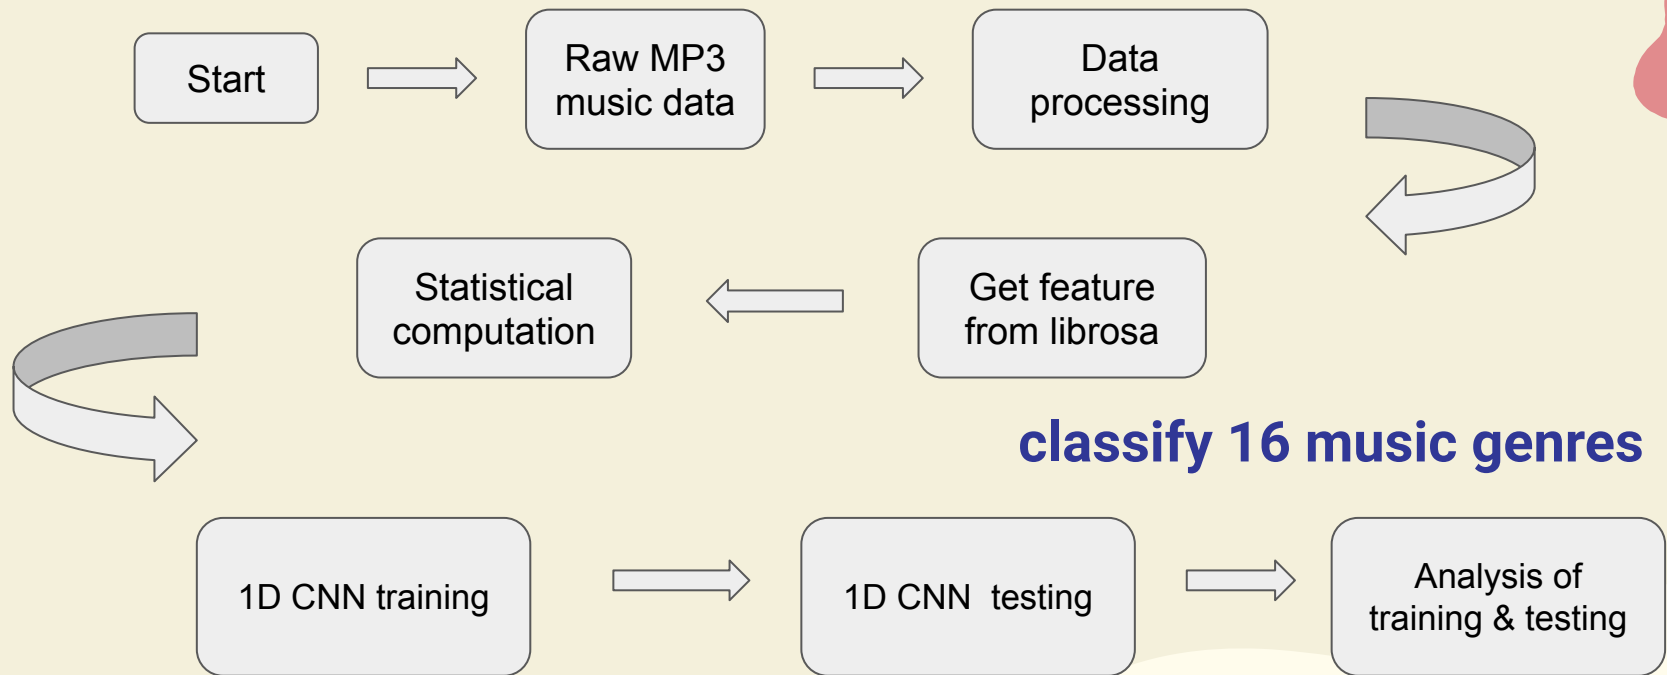 Start
Raw MP3
music data
Data
processing
Get feature
from librosa
Statistical
computation
classify 16 music genres
1D CNN training
1D CNN  testing
Analysis of
training & testing